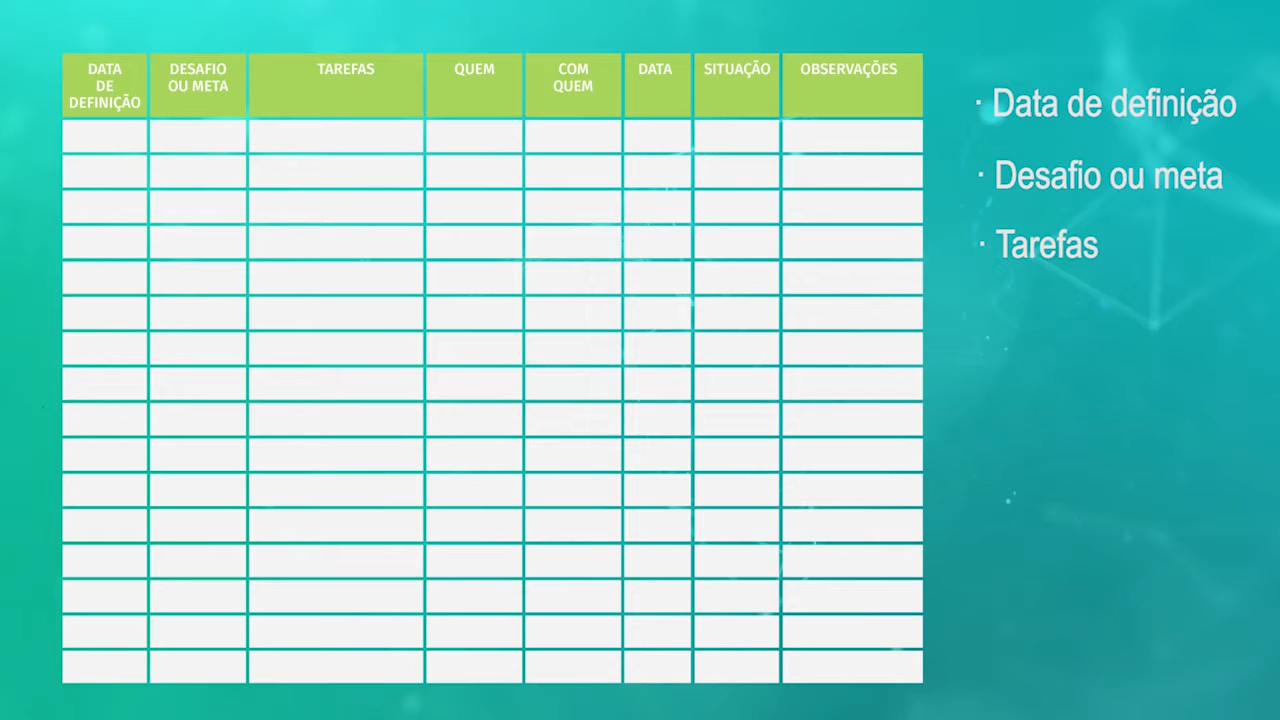 DATA DE DEFINIÇÃO
DESAFIO OU META
TAREFAS
QUEM
COM QUEM
DATA
SITUAÇÃO
OBSERVAÇÕES
· Data de definição
· Desafio ou meta
· Tarefas